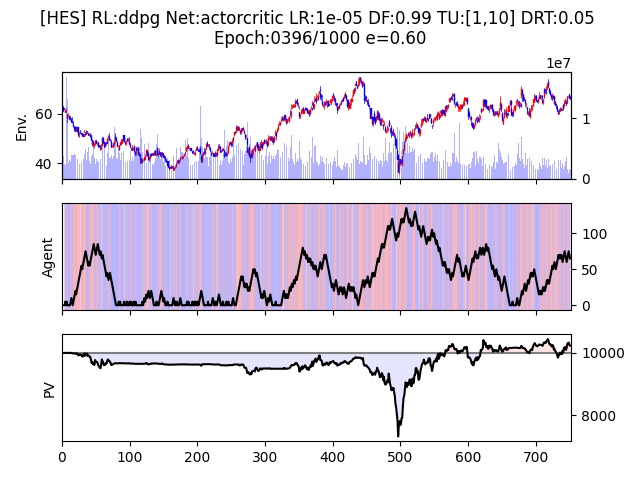 [HES] RL:ddpg Net:actorcritic LR:1e-05 DF:0.99 TU:[1,10] DRT:0.05
Epoch:0396/1000 e=0.60
1e7
Env.
60
40
1
0
Agent
100
50
0
PV
10000
8000
0 100 200 300 400 500 600 700